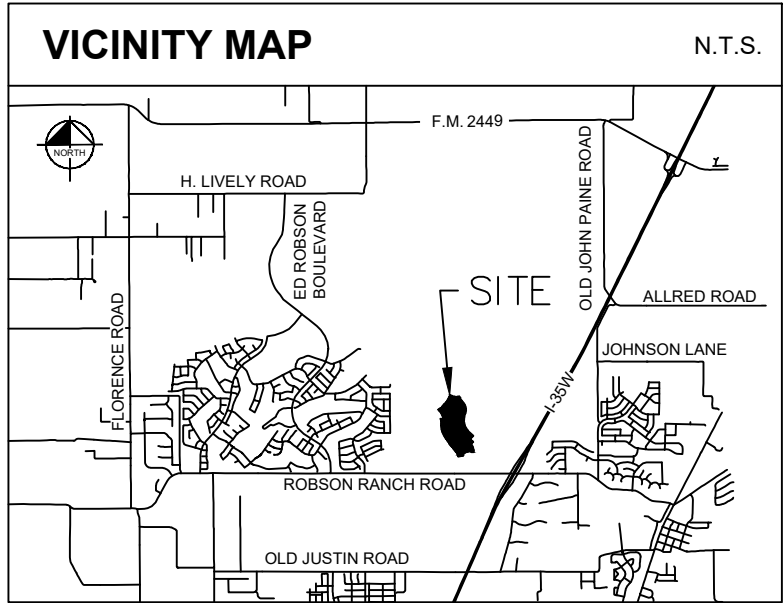 VICINITY MAP
N.T.S.
F.M. 2449
NORTH
H. LIVELY ROAD
OLD JOHN PAINE ROAD
ED ROBSON
BOULEVARD
SITE
ALLRED ROAD
FLORENCE ROAD
JOHNSON LANE
I-35W
ROBSON RANCH ROAD
OLD JUSTIN ROAD